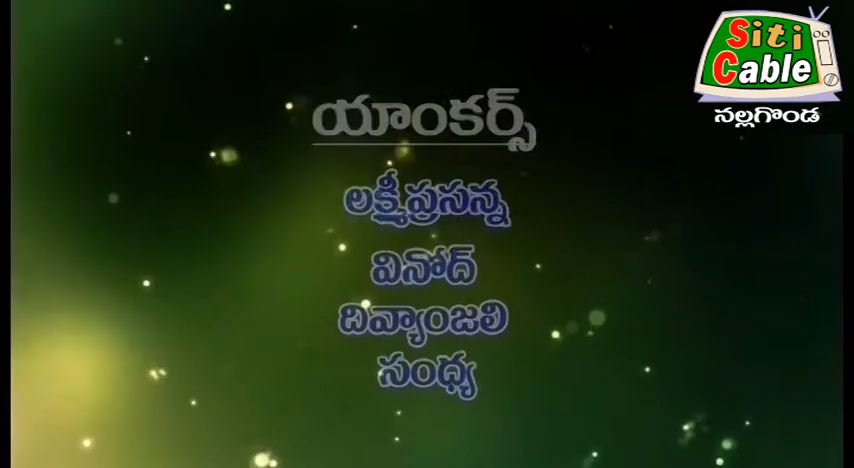 Siti
Cable
నల్లగొండ
యాంకర్స్
లక్ష్మీప్రసన్న
వినోద్
దివ్యాంజలి
సంధ్య